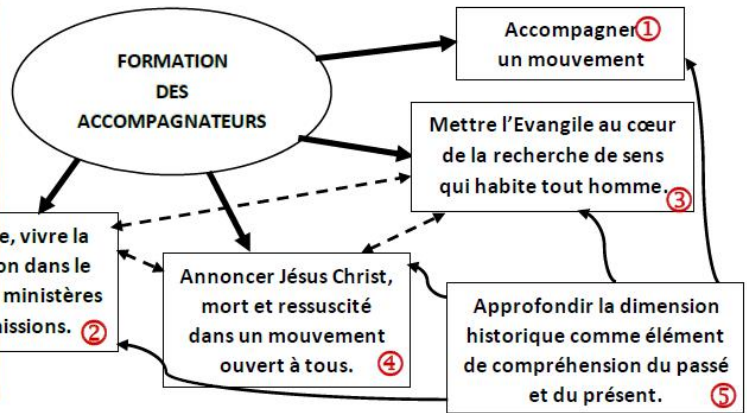 FORMATION
DES
ACCOMPAGNATEURS
Accompagner ①
un mouvement
Mettre l’Evangile au cœur
de la recherche de sens
qui habite tout homme. ③
vivre la
dans le
ministères
②
Annoncer Jésus Christ,
mort et ressuscité
dans un mouvement
ouvert à tous. ④
Approfondir la dimension
historique comme élément
de compréhension du passé
et du présent. ⑤